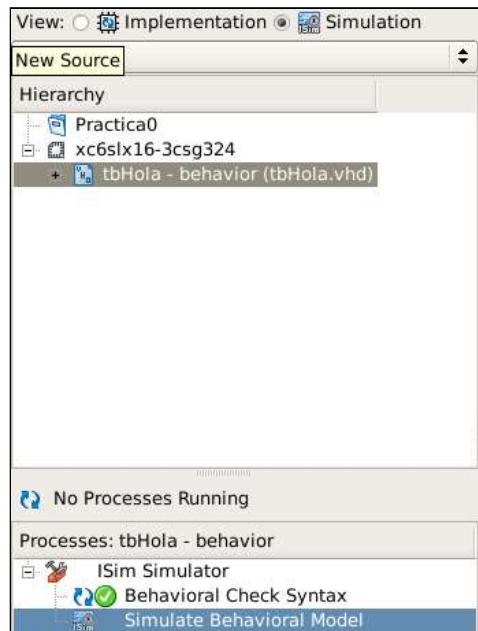 View: Implementation Simulation
New Source
Hierarchy
Practica0
xc6slx16-3csg324
tbHola - behavior (tbHola.vhd)
No Processes Running
Processes: tbHola - behavior
ISim Simulator
Behavioral Check Syntax
Simulate Behavioral Model